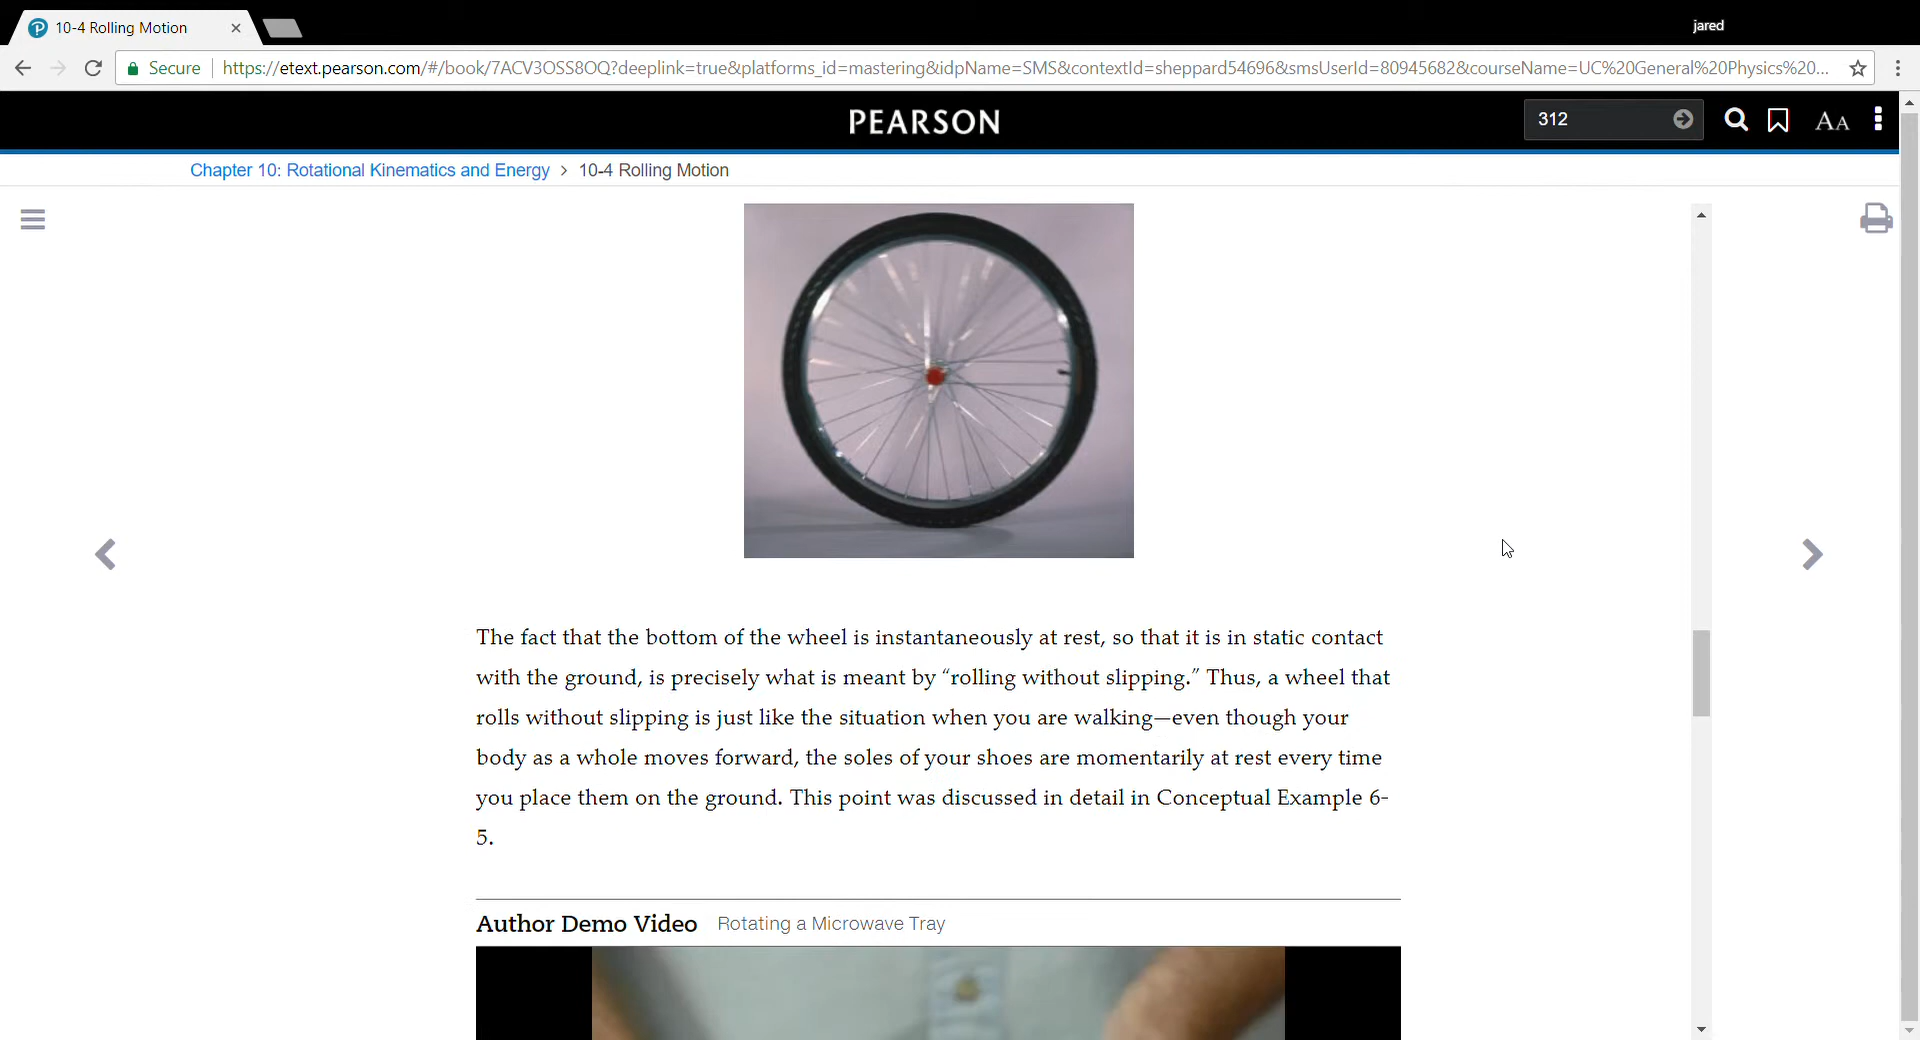 10-4 Rolling Motion
jared
Secure
https://etext.pearson.com/#/book/7ACV3OSS8OQ?deeplink=true&platforms_id=mastering&idpName=SMS&contextId=sheppard54696&smsUserId=80945682&courseName=UC%20General%20Physics%20...
PEARSON
312
AA
Chapter 10: Rotational Kinematics and Energy > 10-4 Rolling Motion
The fact that the bottom of the wheel is instantaneously at rest, so that it is in static contact
with the ground, is precisely what is meant by “rolling without slipping.” Thus, a wheel that
rolls without slipping is just like the situation when you are walking—even though your
body as a whole moves forward, the soles of your shoes are momentarily at rest every time
you place them on the ground. This point was discussed in detail in Conceptual Example 6-
5.
Author Demo Video Rotating a Microwave Tray